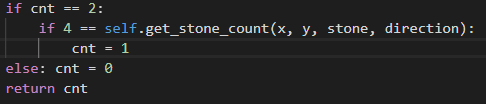 if cnt == 2:
    if 4 == self.get_stone_count(x, y, stone, direction):
        cnt = 1
else: cnt = 0
return cnt